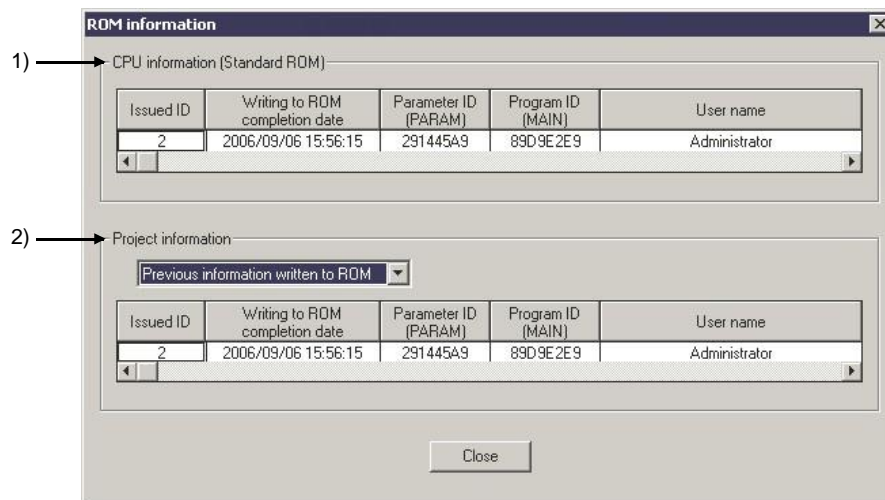 ROM information
1)
CPU information (Standard ROM)
Issued ID
Writing to ROM
completion date
Parameter ID
(PARAM)
Program ID
(MAIN)
User name
2
2006/09/06 15:56:15
291445A9
89D9E2E9
Administrator
2)
Project information
Previous information written to ROM
Issued ID
Writing to ROM
completion date
Parameter ID
(PARAM)
Program ID
(MAIN)
User name
2
2006/09/06 15:56:15
291445A9
89D9E2E9
Administrator
Close